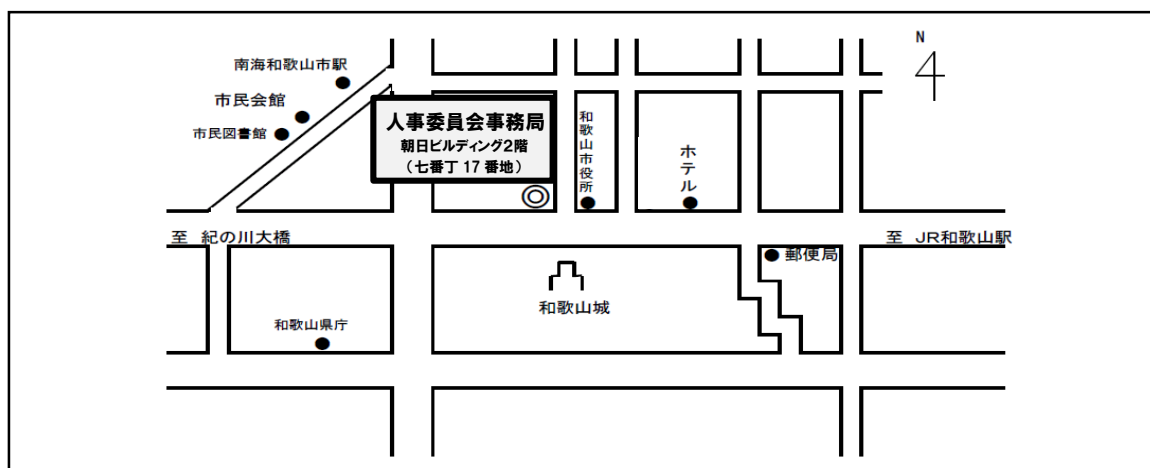 N
南海和歌山市駅
市民会館
市民図書館
人事委員会事務局
朝日ビルディング2階
(七番丁 17 番地)
和歌山市役所
ホテル
至 紀の川大橋
至 JR和歌山駅
郵便局
和歌山城
和歌山県庁